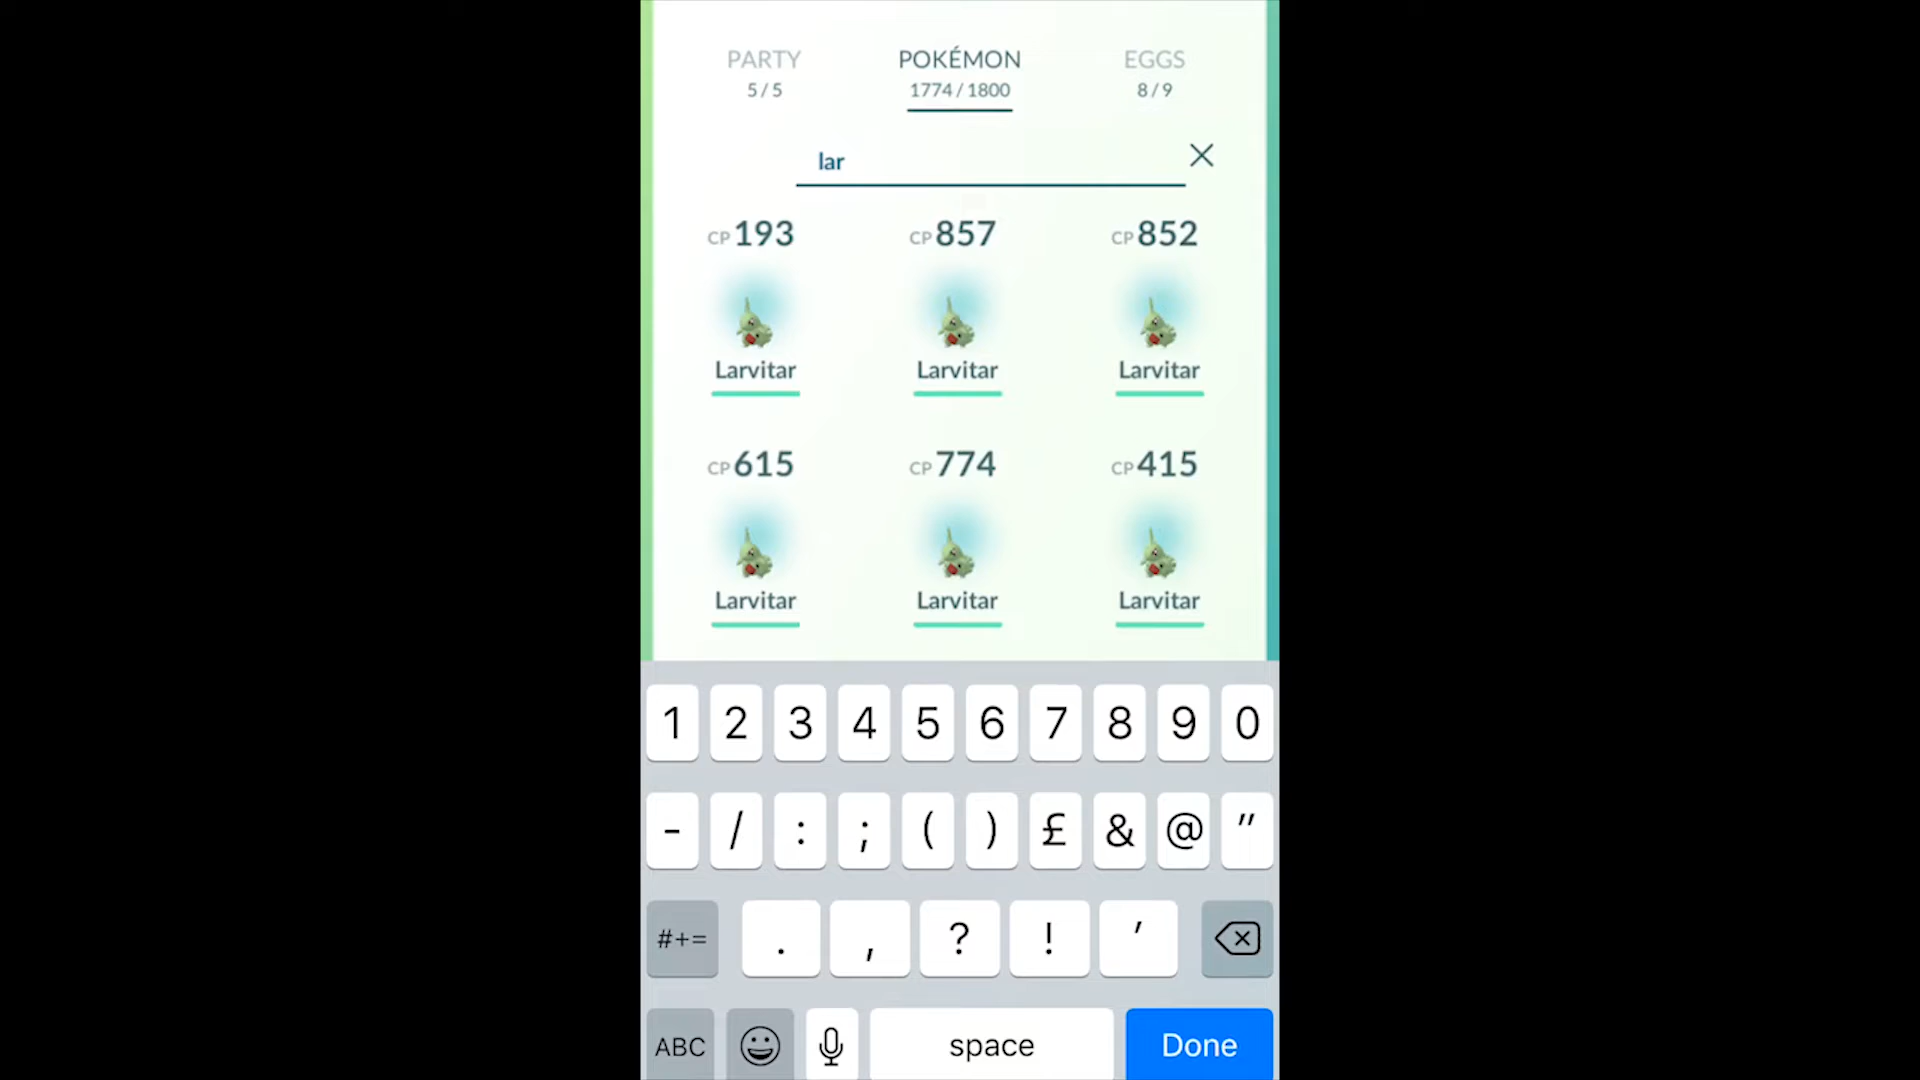 PARTY POKÉMON EGGS
5 / 5 1774 / 1800 8 / 9
lar
CP193 CP857 CP852
Larvitar Larvitar Larvitar
CP615 CP774 CP415
Larvitar Larvitar Larvitar
1 2 3 4 5 6 7 8 9 0
- / : ; ( ) £ & @ "
#+= . , ? ! '
ABC space Done